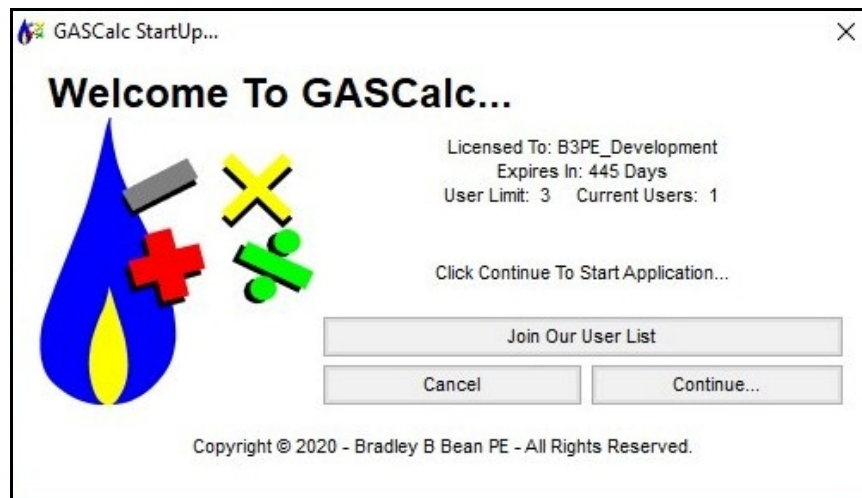 GASCalc StartUp...
Welcome To GASCalc...
Licensed To: B3PE_Development
Expires In: 445 Days
User Limit: 3 Current Users: 1
Click Continue To Start Application...
Join Our User List
Cancel Continue...
Copyright © 2020 - Bradley B Bean PE - All Rights Reserved.